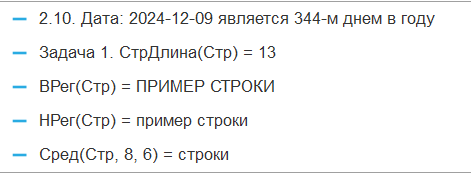 2.10. Дата: 2024-12-09 является 344-м днем в году
Задача 1. СтрДлина(Стр) = 13
ВРег(Стр) = ПРИМЕР СТРОКИ
НРег(Стр) = пример строки
Сред(Стр, 8, 6) = строки